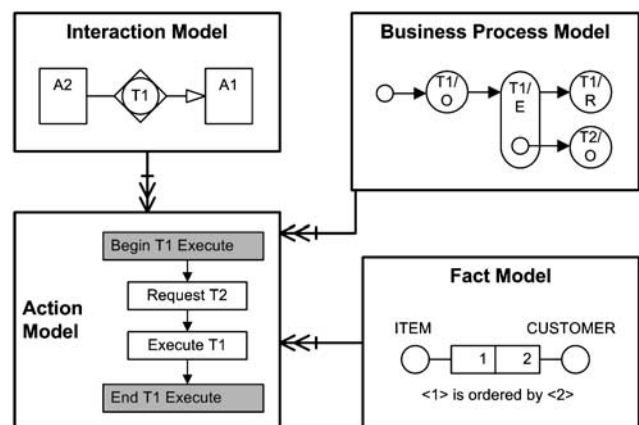 Interaction Model
A2
T1
A1
Business Process Model
T1/
O
T1/
E
T1/
R
T2/
O
Action
Model
Begin T1 Execute
Request T2
Execute T1
End T1 Execute
Fact Model
ITEM
CUSTOMER
1
2
<1> is ordered by <2>